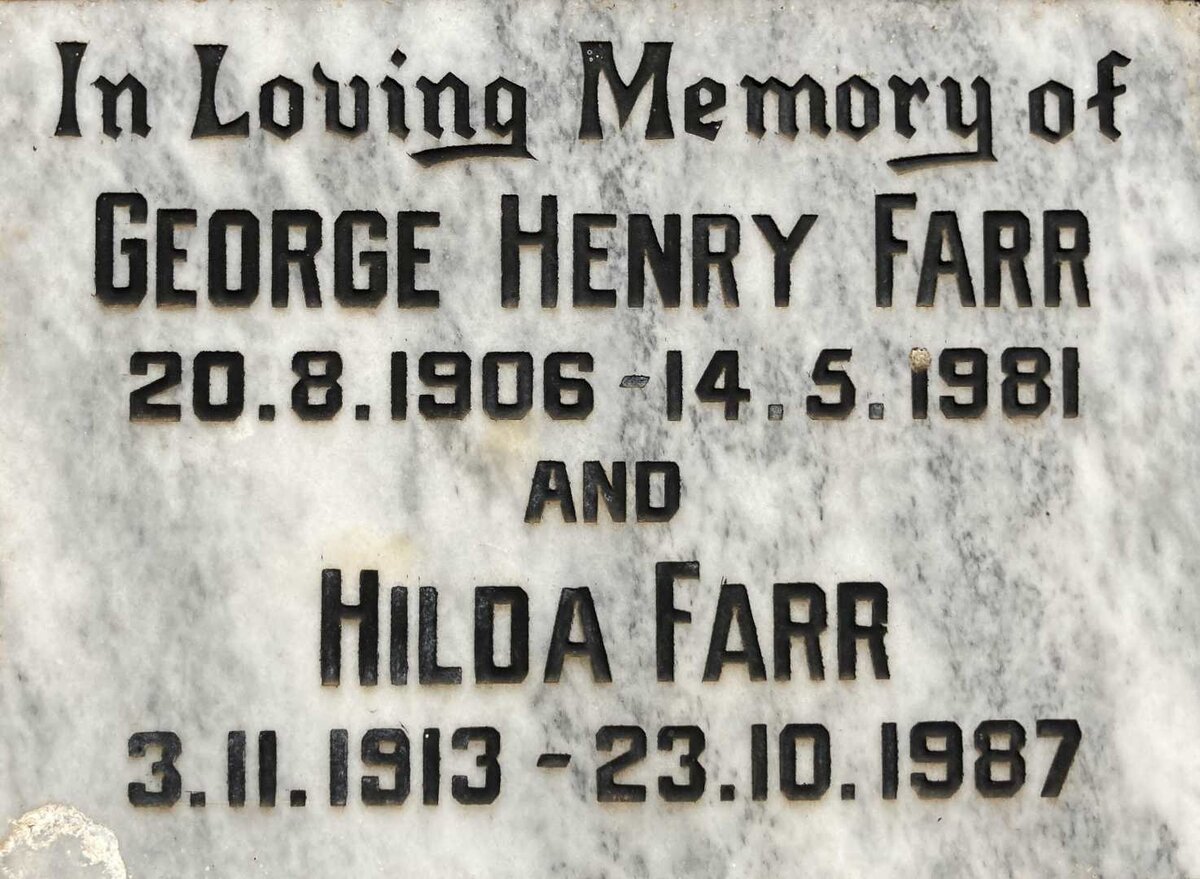 In Loving Memory of
GEORGE HENRY FARR
20.8.1906 - 14.5.1981
AND
HILDA FARR
3.11.1913 - 23.10.1987